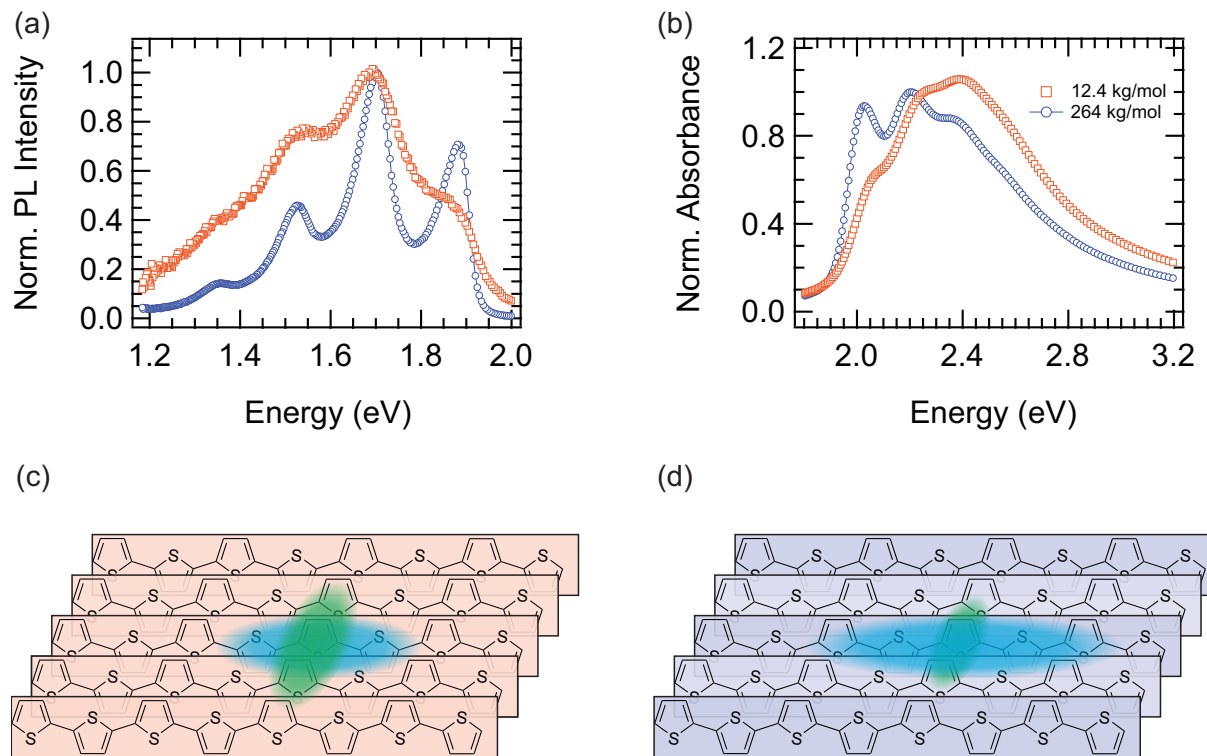 (a)
Norm. PL Intensity
1.0
0.8
0.6
0.4
0.2
0.0
1.2 1.4 1.6 1.8 2.0
Energy (eV)
(b)
Norm. Absorbance
1.2
0.8
0.4
0.0
12.4 kg/mol
264 kg/mol
2.0 2.4 2.8 3.2
Energy (eV)
(c)
S S S S S S S
S S S S S S S
S S S S S S S
S S S S S S S
S S S S S S S
(d)
S S S S S S S
S S S S S S S
S S S S S S S
S S S S S S S
S S S S S S S